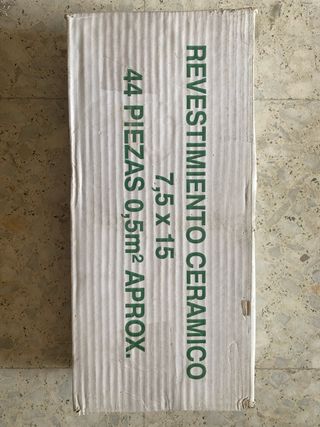 REVESTIMIENTO CERAMICO
7,5 x 15
44 PIEZAS 0,5m² APROX.